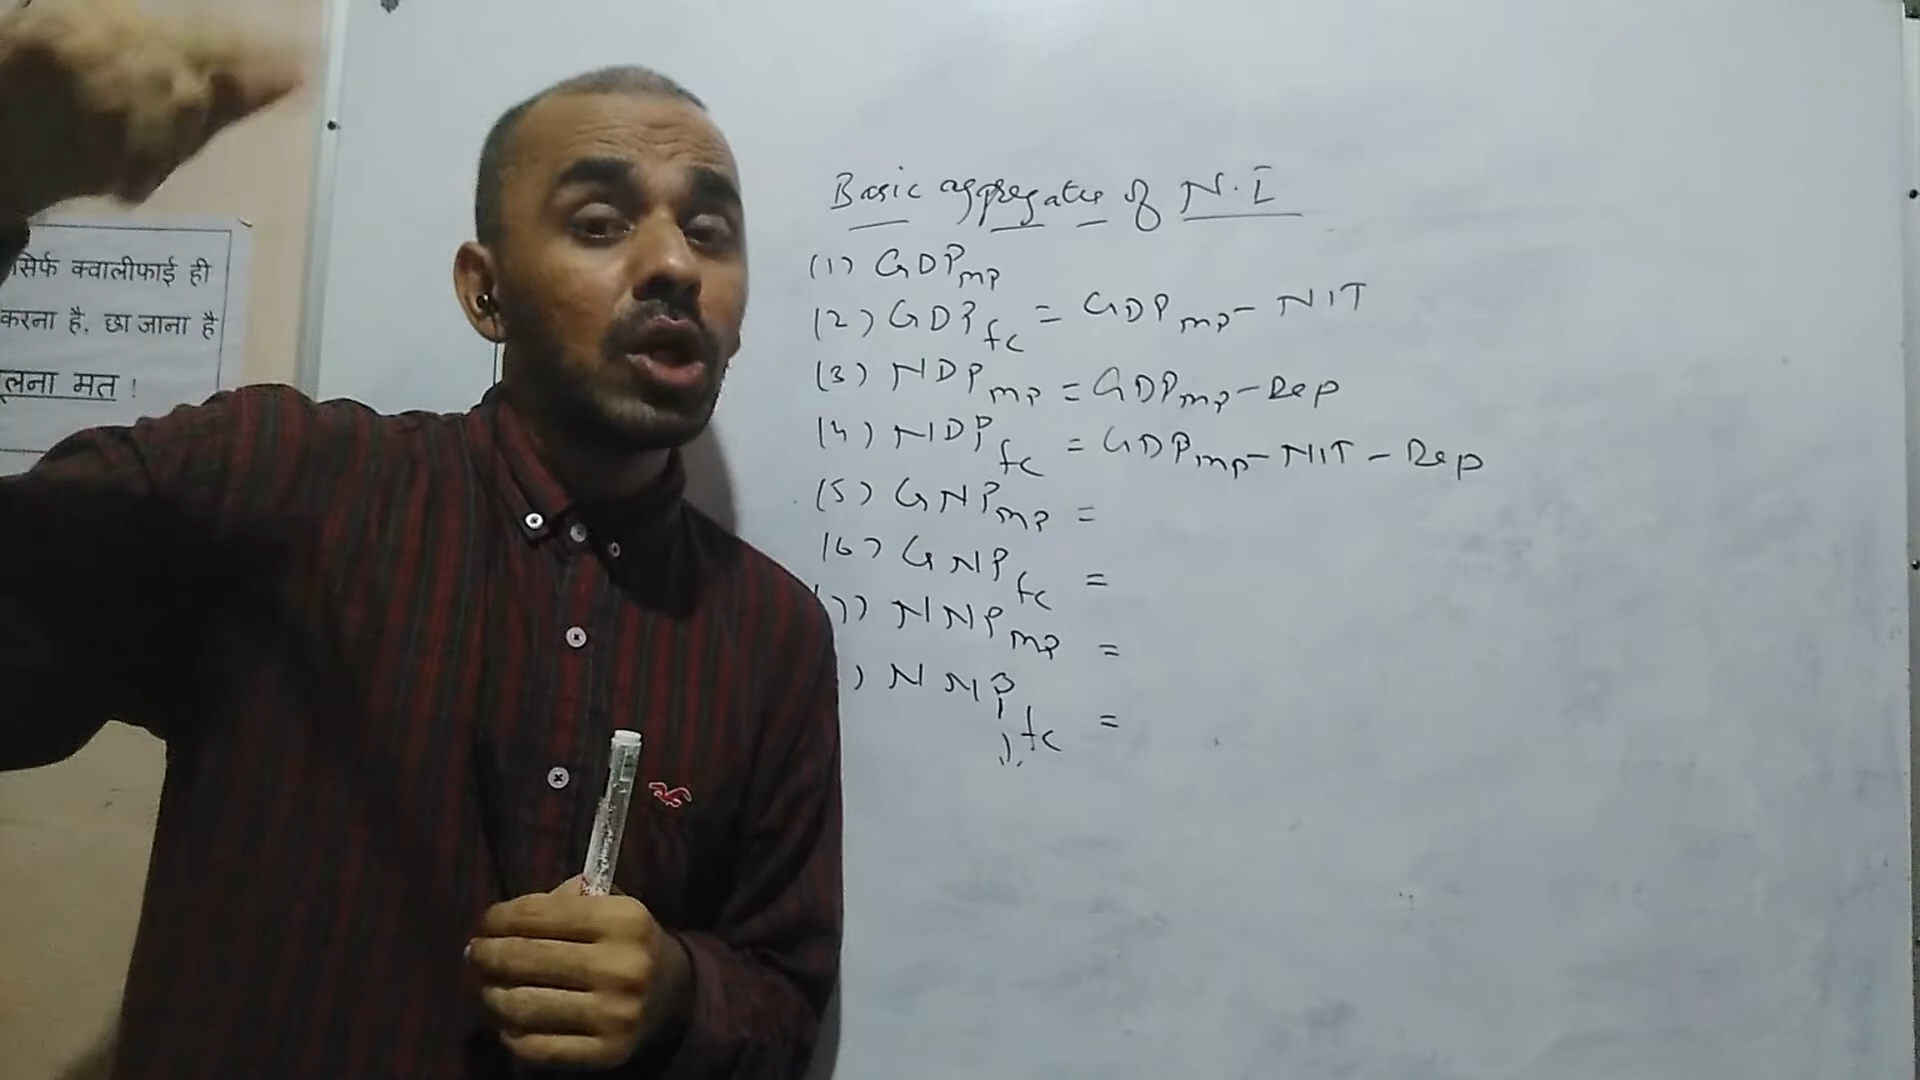 सिर्फ क्वालीफाई ही
करना है, छा जाना है
मत !
Basic aggregates of N.I
(1) GDPmp
(2) GDPfc = GDPmp - NIT
(3) NDPmp = GDPmp - Dep
(4) NDPfc = GDPmp - NIT - Dep
(5) GNPmp =
(6) GNPfc =
) NNPmp =
) NNPfc =